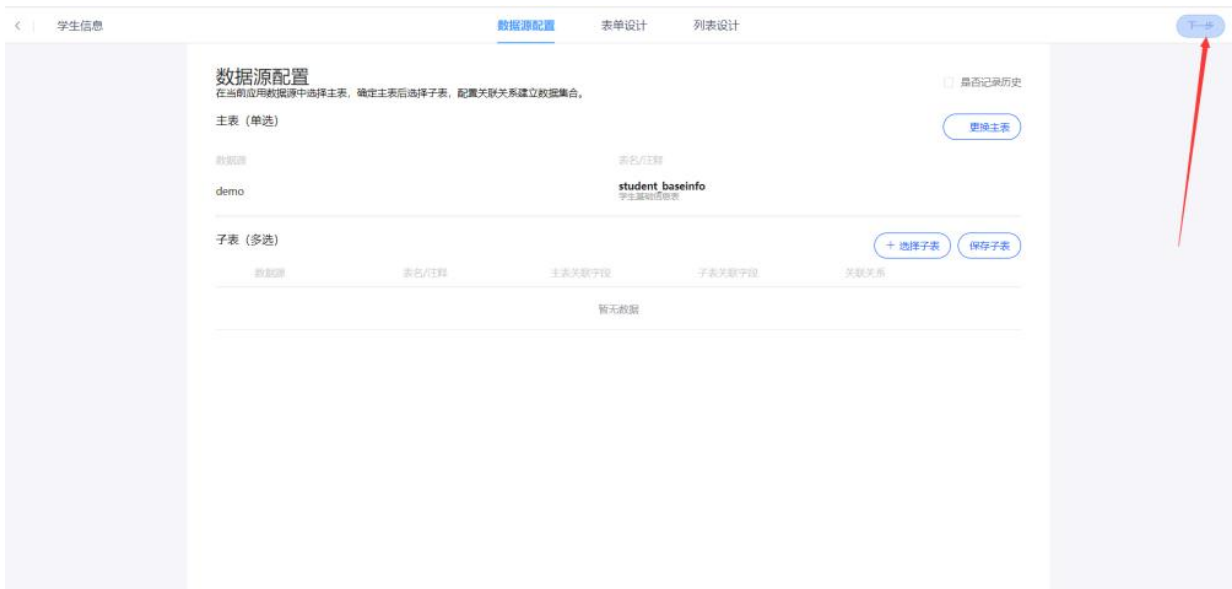 学生信息 数据源配置 表单设计 列表设计 下一步
数据源配置
在当前应用数据源中选择主表，确定主表后选择子表，配置关联关系建立数据集合。
是否记录历史
主表（单选） 更换主表
数据源 表名/注释
demo student_baseinfo
学生基础信息表
子表（多选） + 选择子表 保存子表
数据源 表名/注释 主表关联字段 子表关联字段 关联关系
暂无数据